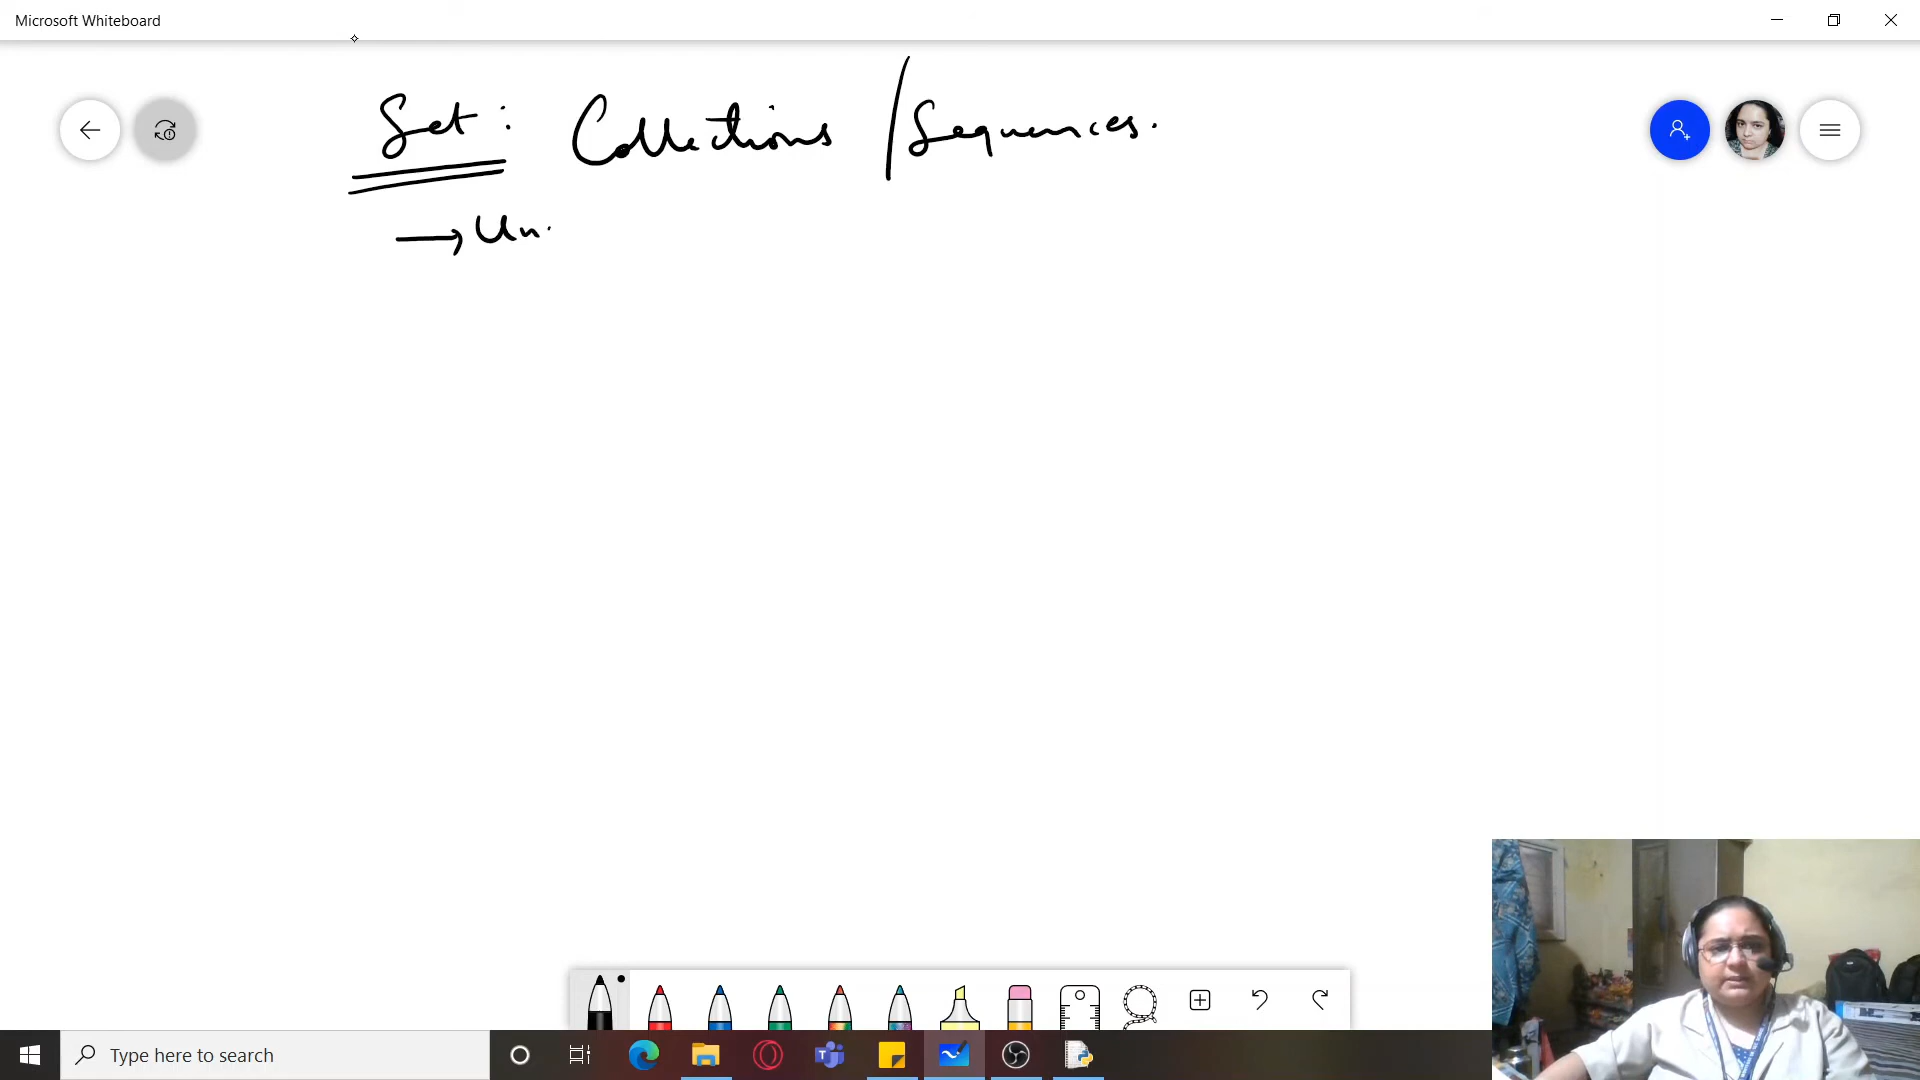 Microsoft Whiteboard
Set: Collections / Sequences.
→ Un.
Type here to search